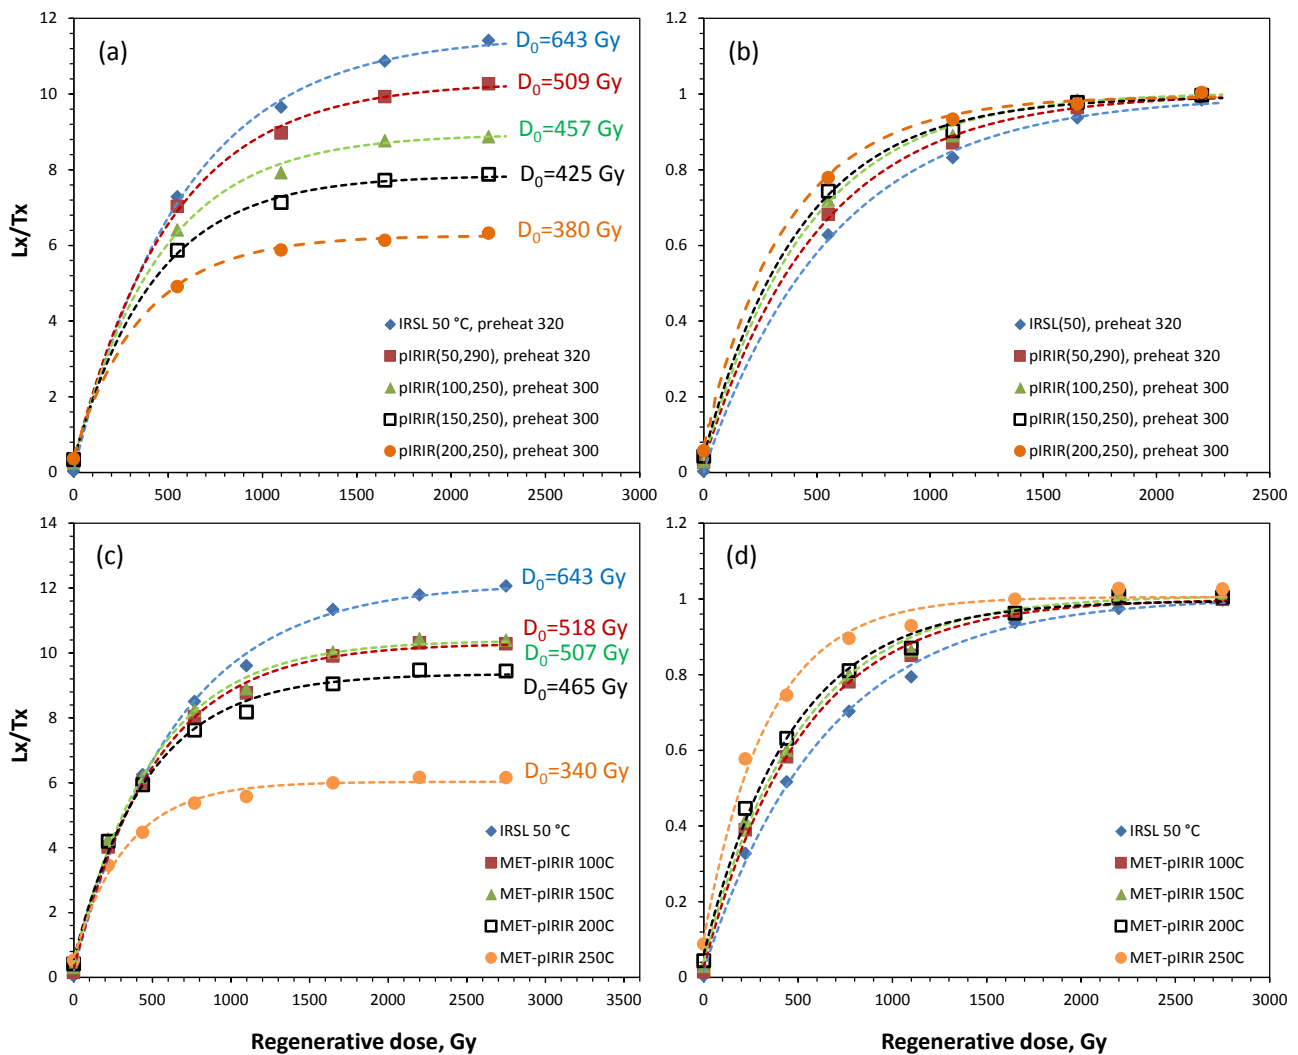 (a)
D₀=643 Gy
D₀=509 Gy
D₀=457 Gy
D₀=425 Gy
D₀=380 Gy
IRSL 50 °C, preheat 320
pIRIR(50,290), preheat 320
pIRIR(100,250), preheat 300
pIRIR(150,250), preheat 300
pIRIR(200,250), preheat 300
Lx/Tx
12
10
8
6
4
2
0
0 500 1000 1500 2000 2500 3000
(b)
IRSL(50), preheat 320
pIRIR(50,290), preheat 320
pIRIR(100,250), preheat 300
pIRIR(150,250), preheat 300
pIRIR(200,250), preheat 300
1.2
1
0.8
0.6
0.4
0.2
0
0 500 1000 1500 2000 2500
(c)
D₀=643 Gy
D₀=518 Gy
D₀=507 Gy
D₀=465 Gy
D₀=340 Gy
IRSL 50 °C
MET-pIRIR 100C
MET-pIRIR 150C
MET-pIRIR 200C
MET-pIRIR 250C
Lx/Tx
14
12
10
8
6
4
2
0
0 500 1000 1500 2000 2500 3000 3500
Regenerative dose, Gy
(d)
IRSL 50 °C
MET-pIRIR 100C
MET-pIRIR 150C
MET-pIRIR 200C
MET-pIRIR 250C
1.2
1
0.8
0.6
0.4
0.2
0
0 500 1000 1500 2000 2500 3000
Regenerative dose, Gy